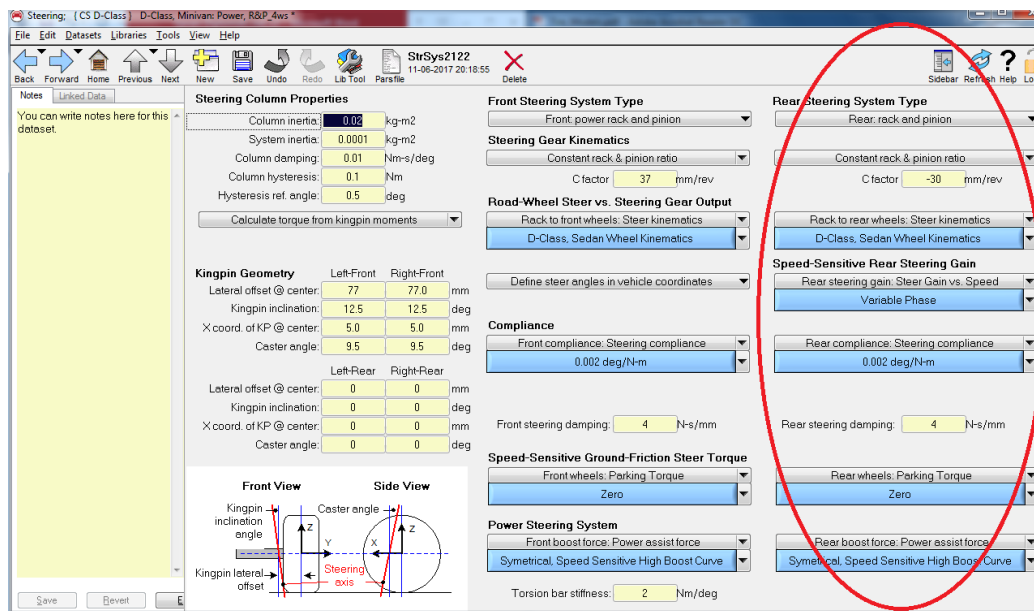 Steering; { CS D-Class } D-Class, Minivan: Power, R&P_4ws *
File Edit Datasets Libraries Tools View Help
StrSys2122
11-06-2017 20:18:55
Back Forward Home Previous Next New Save Undo Redo Lib Tool Parsfile Delete Sidebar Refresh Help Lo
Notes Linked Data
You can write notes here for this
dataset.
Steering Column Properties
Column inertia: 0.02 kg-m2
System inertia: 0.0001 kg-m2
Column damping: 0.01 Nm-s/deg
Column hysteresis: 0.1 Nm
Hysteresis ref. angle: 0.5 deg
Calculate torque from kingpin moments
Kingpin Geometry Left-Front Right-Front
Lateral offset @ center: 77 77.0 mm
Kingpin inclination: 12.5 12.5 deg
X coord. of KP @ center: 5.0 5.0 mm
Caster angle: 9.5 9.5 deg
Left-Rear Right-Rear
Lateral offset @ center: 0 0 mm
Kingpin inclination: 0 0 deg
X coord. of KP @ center: 0 0 mm
Caster angle: 0 0 deg
Front View Side View
Kingpin
inclination
angle
Caster angle
Z
Y
X
Z
Kingpin lateral
offset
Steering
axis
Front Steering System Type
Front: power rack and pinion
Steering Gear Kinematics
Constant rack & pinion ratio
C factor 37 mm/rev
Road-Wheel Steer vs. Steering Gear Output
Rack to front wheels: Steer kinematics
D-Class, Sedan Wheel Kinematics
Define steer angles in vehicle coordinates
Compliance
Front compliance: Steering compliance
0.002 deg/N-m
Front steering damping: 4 N-s/mm
Speed-Sensitive Ground-Friction Steer Torque
Front wheels: Parking Torque
Zero
Power Steering System
Front boost force: Power assist force
Symetrical, Speed Sensitive High Boost Curve
Torsion bar stiffness: 2 Nm/deg
Rear Steering System Type
Rear: rack and pinion
Constant rack & pinion ratio
C factor -30 mm/rev
Rack to rear wheels: Steer kinematics
D-Class, Sedan Wheel Kinematics
Speed-Sensitive Rear Steering Gain
Rear steering gain: Steer Gain vs. Speed
Variable Phase
Rear compliance: Steering compliance
0.002 deg/N-m
Rear steering damping: 4 N-s/mm
Rear wheels: Parking Torque
Zero
Rear boost force: Power assist force
Symetrical, Speed Sensitive High Boost Curve
Save Revert E